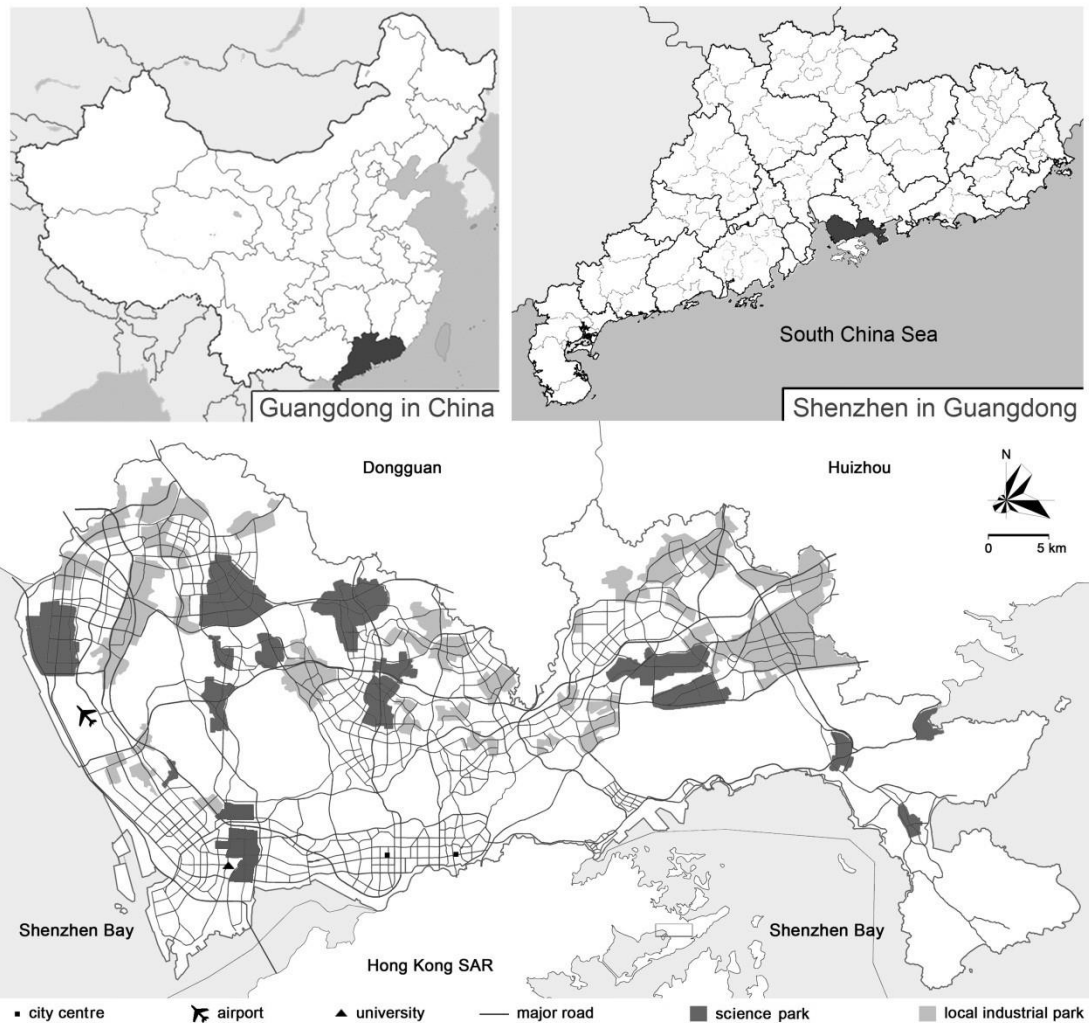 Guangdong in China
South China Sea
Shenzhen in Guangdong
Dongguan
Huizhou
N
0 5 km
Shenzhen Bay
Shenzhen Bay
Hong Kong SAR
city centre
airport
university
major road
science park
local industrial park